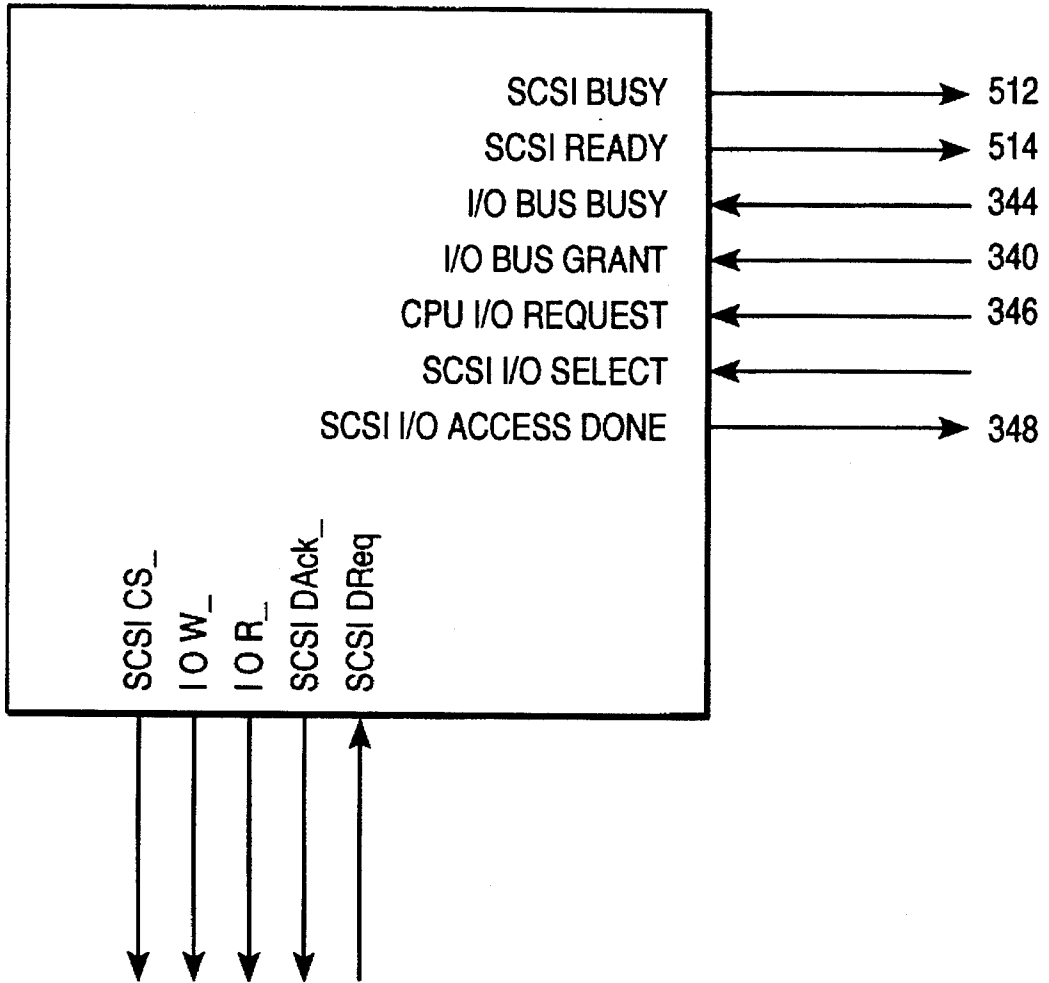 SCSI BUSY 512
SCSI READY 514
I/O BUS BUSY 344
I/O BUS GRANT 340
CPU I/O REQUEST 346
SCSI I/O SELECT
SCSI I/O ACCESS DONE 348
SCSI CS_
I O W_
I O R_
SCSI DAck_
SCSI DReq